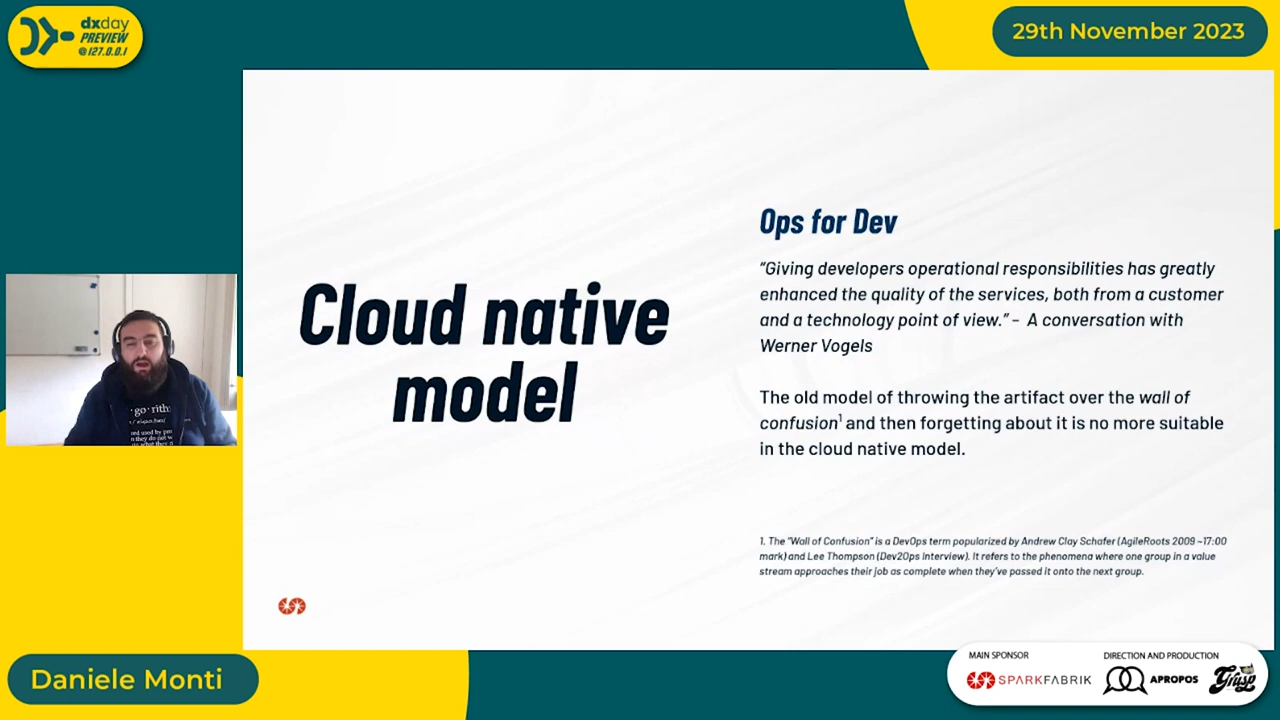 dxday
PREVIEW
@127.0.0.1
29th November 2023
Cloud native
model
Ops for Dev
“Giving developers operational responsibilities has greatly
enhanced the quality of the services, both from a customer
and a technology point of view.” – A conversation with
Werner Vogels
The old model of throwing the artifact over the wall of
confusion¹ and then forgetting about it is no more suitable
in the cloud native model.
1. The “Wall of Confusion” is a DevOps term popularized by Andrew Clay Schafer (AgileRoots 2009 ~17:00
mark) and Lee Thompson (Dev2Ops Interview). It refers to the phenomena where one group in a value
stream approaches their job as complete when they’ve passed it onto the next group.
go·rith
Daniele Monti
MAIN SPONSOR
SPARKFABRIK
DIRECTION AND PRODUCTION
APROPOS
Grusp